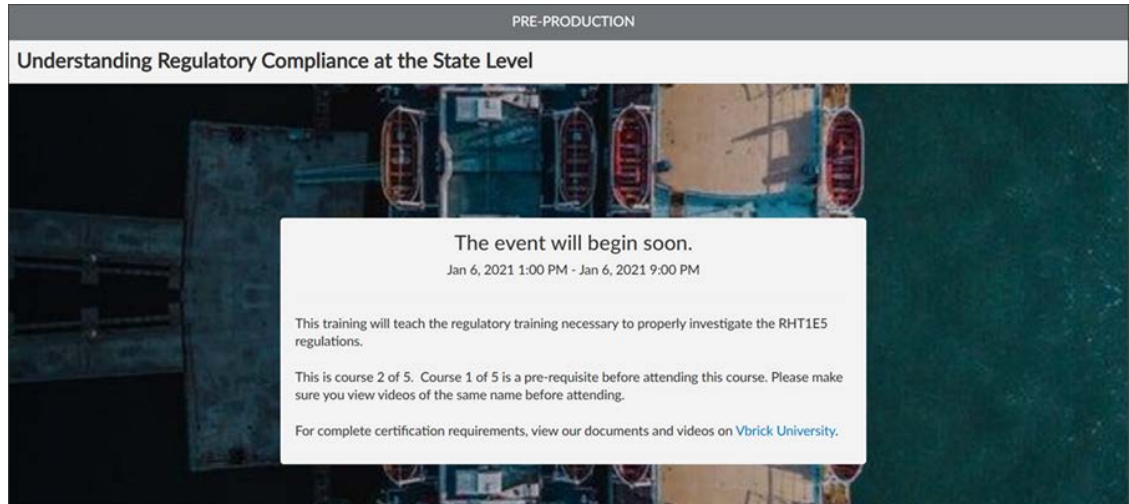 PRE-PRODUCTION
Understanding Regulatory Compliance at the State Level
The event will begin soon.
Jan 6, 2021 1:00 PM - Jan 6, 2021 9:00 PM
This training will teach the regulatory training necessary to properly investigate the RHT1E5
regulations.
This is course 2 of 5.  Course 1 of 5 is a pre-requisite before attending this course. Please make
sure you view videos of the same name before attending.
For complete certification requirements, view our documents and videos on Vbrick University.